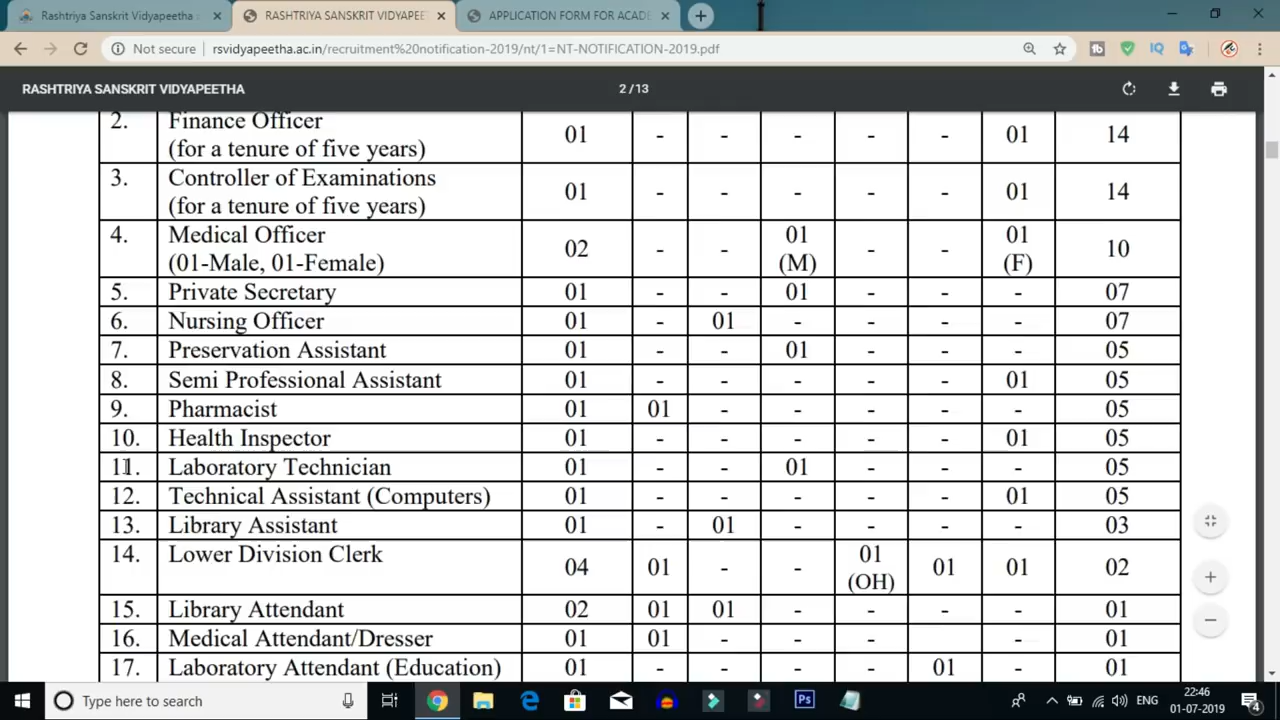 Rashtriya Sanskrit Vidyapeetha
RASHTRIYA SANSKRIT VIDYAPEE
APPLICATION FORM FOR ACADE
Not secure rsvidyapeetha.ac.in/recruitment%20notification-2019/nt/1=NT-NOTIFICATION-2019.pdf
RASHTRIYA SANSKRIT VIDYAPEETHA 2 / 13
2. Finance Officer (for a tenure of five years) 01 - - - - - 01 14
3. Controller of Examinations (for a tenure of five years) 01 - - - - - 01 14
4. Medical Officer (01-Male, 01-Female) 02 - - 01 (M) - - 01 (F) 10
5. Private Secretary 01 - - 01 - - - 07
6. Nursing Officer 01 - 01 - - - - 07
7. Preservation Assistant 01 - - 01 - - - 05
8. Semi Professional Assistant 01 - - - - - 01 05
9. Pharmacist 01 01 - - - - - 05
10. Health Inspector 01 - - - - - 01 05
11. Laboratory Technician 01 - - 01 - - - 05
12. Technical Assistant (Computers) 01 - - - - - 01 05
13. Library Assistant 01 - 01 - - - - 03
14. Lower Division Clerk 04 01 - - 01 (OH) 01 01 02
15. Library Attendant 02 01 01 - - - - 01
16. Medical Attendant/Dresser 01 01 - - - - 01
17. Laboratory Attendant (Education) 01 - - - - 01 - 01
Type here to search
Ps
ENG
22:46
01-07-2019
4